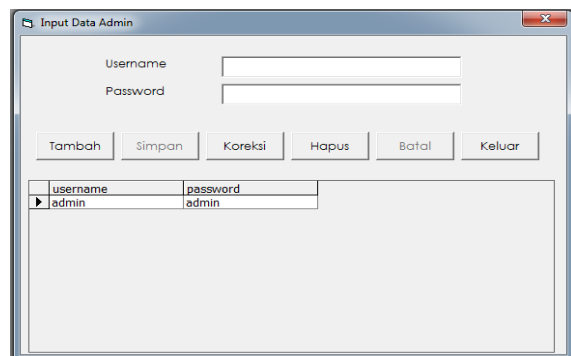 Input Data Admin
Username
Password
Tambah Simpan Koreksi Hapus Batal Keluar
username password
admin admin